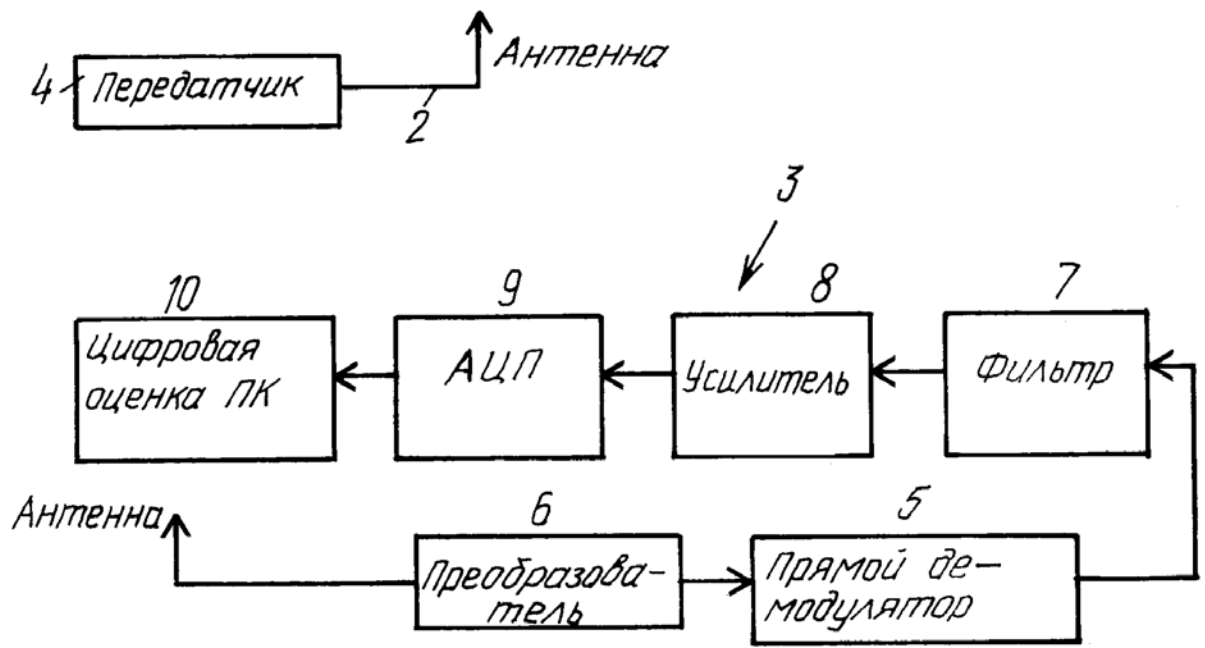 Антенна
4 Передатчик
2
3
10 9 8 7
Цифровая
оценка ПК
АЦП
Усилитель
Фильтр
Антенна
6 5
Преобразова-
тель
Прямой де-
модулятор